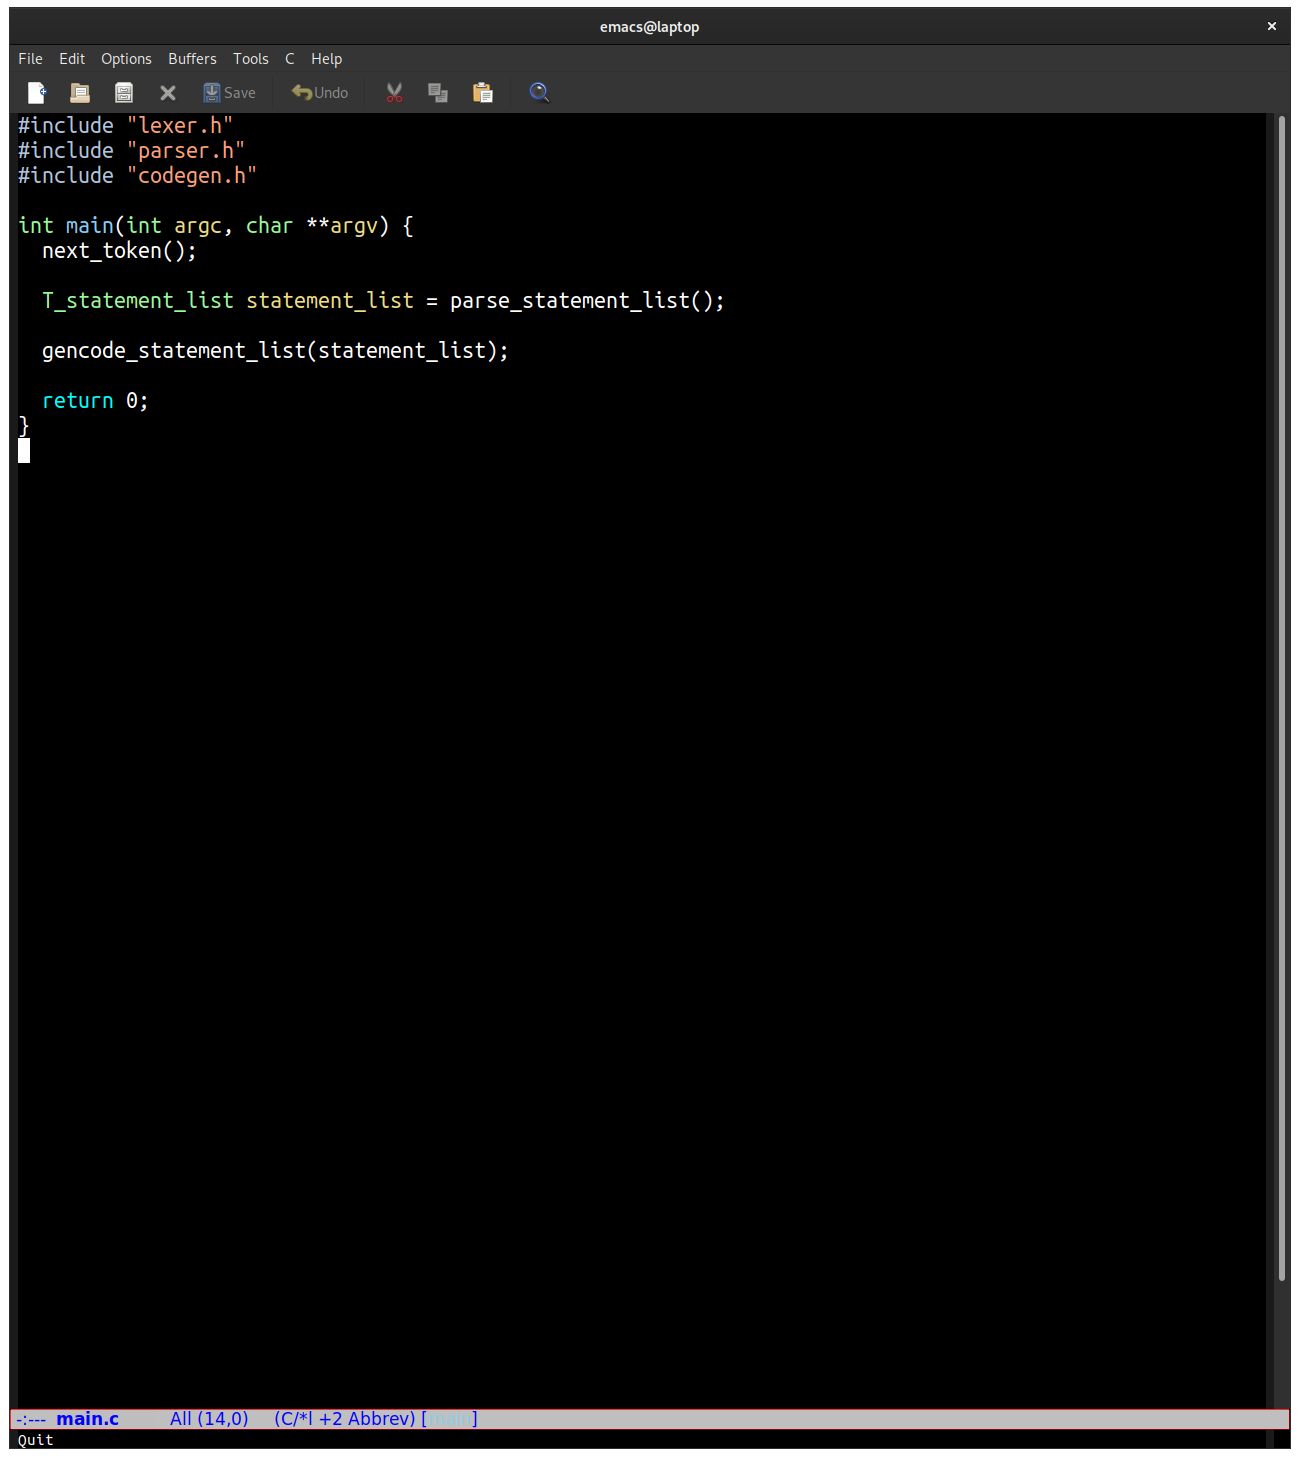 emacs@laptop
File Edit Options Buffers Tools C Help
Save Undo
#include "lexer.h"
#include "parser.h"
#include "codegen.h"
int main(int argc, char **argv) {
  next_token();
  T_statement_list statement_list = parse_statement_list();
  gencode_statement_list(statement_list);
  return 0;
}
-:--- main.c All (14,0) (C/*l +2 Abbrev) [main]
Quit